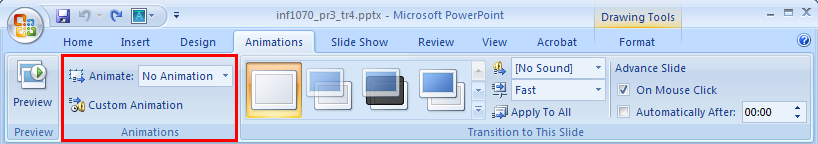 inf1070_pr3_tr4.pptx - Microsoft PowerPoint
Drawing Tools
Home Insert Design Animations Slide Show Review View Acrobat Format
Preview
Animate: No Animation
Custom Animation
[No Sound]
Fast
Apply To All
Advance Slide
On Mouse Click
Automatically After: 00:00
Preview Animations Transition to This Slide